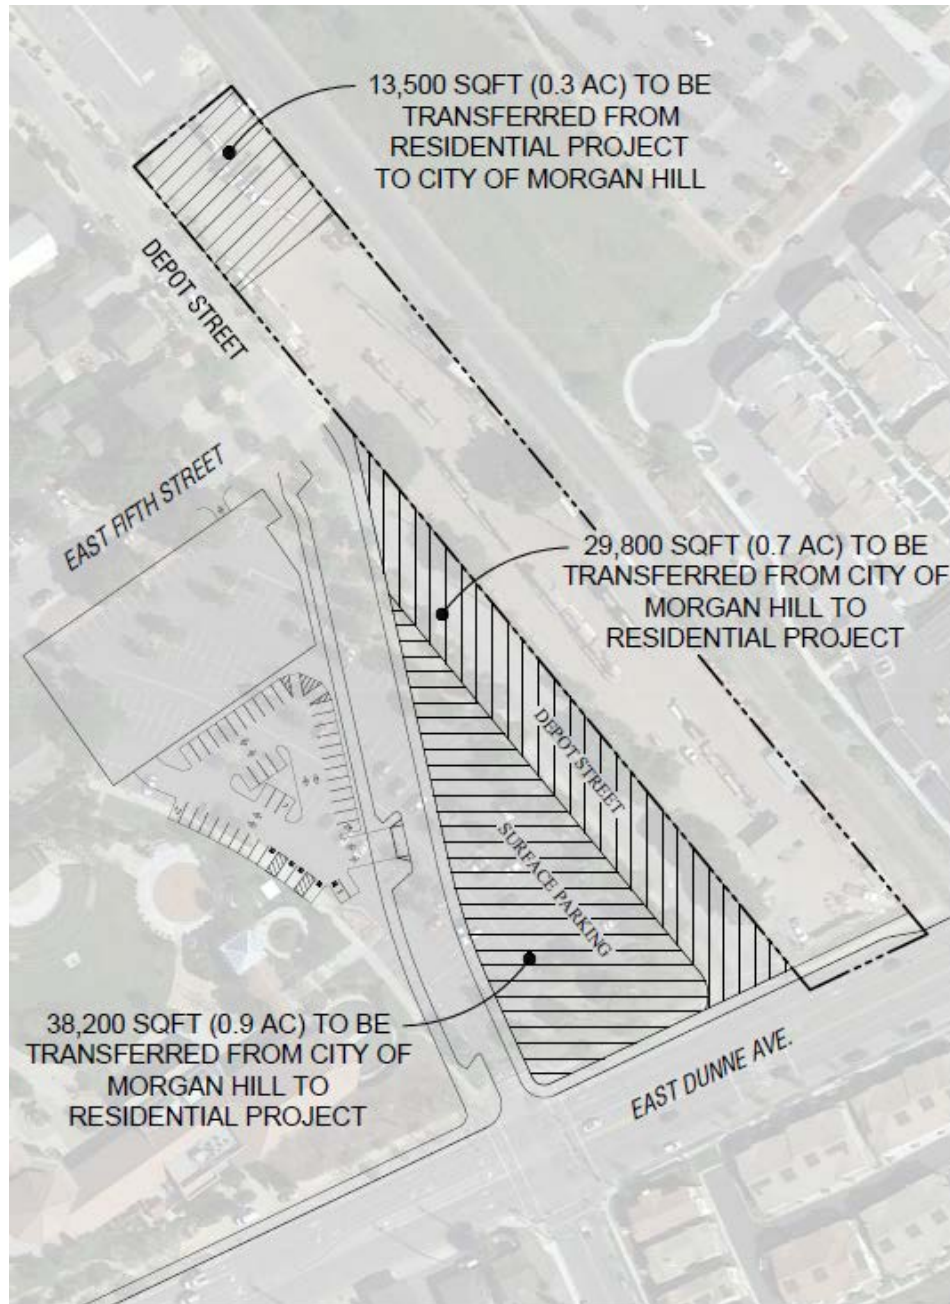 13,500 SQFT (0.3 AC) TO BE
TRANSFERRED FROM
RESIDENTIAL PROJECT
TO CITY OF MORGAN HILL
DEPOT STREET
EAST FIFTH STREET
29,800 SQFT (0.7 AC) TO BE
TRANSFERRED FROM CITY OF
MORGAN HILL TO
RESIDENTIAL PROJECT
DEPOT STREET
SURFACE PARKING
38,200 SQFT (0.9 AC) TO BE
TRANSFERRED FROM CITY OF
MORGAN HILL TO
RESIDENTIAL PROJECT
EAST DUNNE AVE.